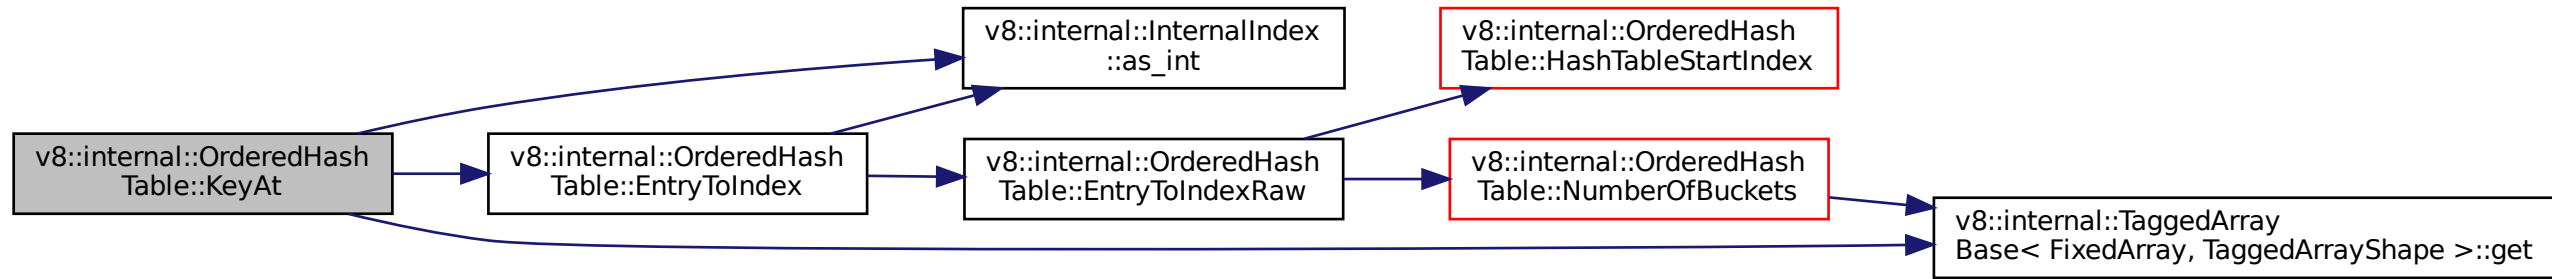 v8::internal::OrderedHash
Table::KeyAt
v8::internal::InternalIndex
::as_int
v8::internal::OrderedHash
Table::EntryToIndex
v8::internal::OrderedHash
Table::EntryToIndexRaw
v8::internal::OrderedHash
Table::HashTableStartIndex
v8::internal::OrderedHash
Table::NumberOfBuckets
v8::internal::TaggedArray
Base< FixedArray, TaggedArrayShape >::get